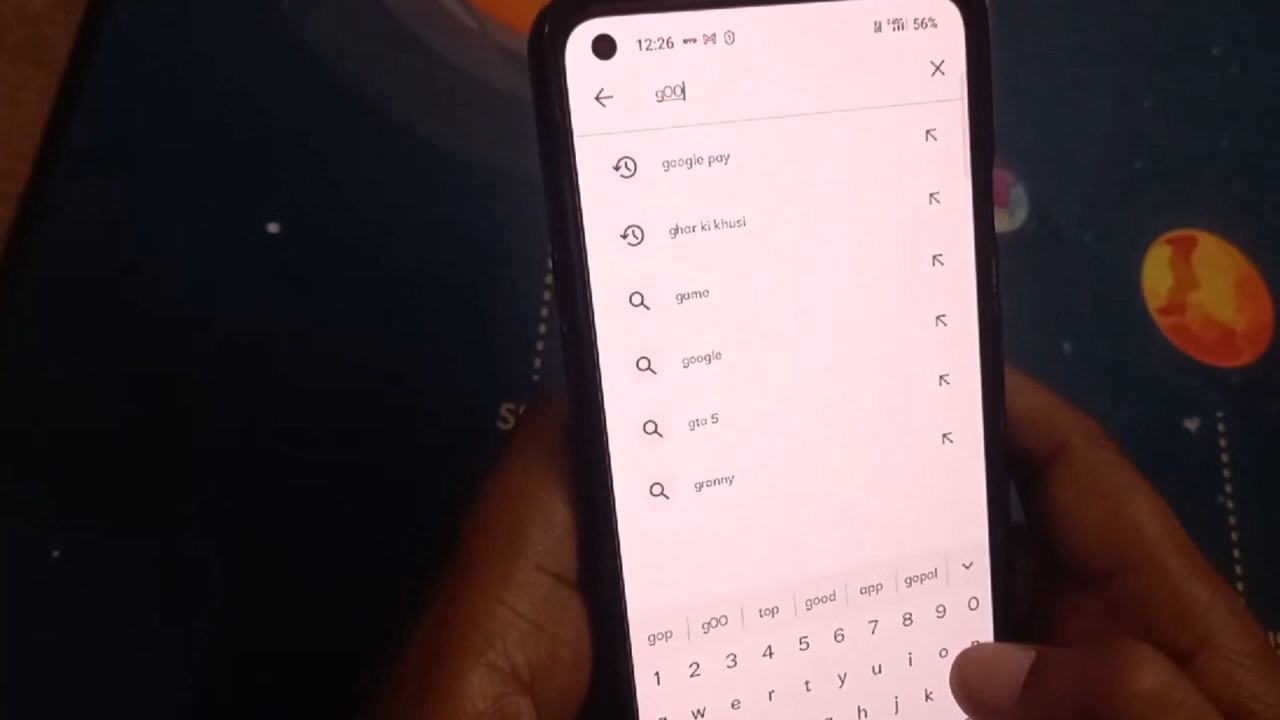 12:26 56%
g00
google pay
ghar ki khusi
game
google
gta 5
granny
gop g00 top good app gopal
1 2 3 4 5 6 7 8 9 0
w e r t y u i o
h j k